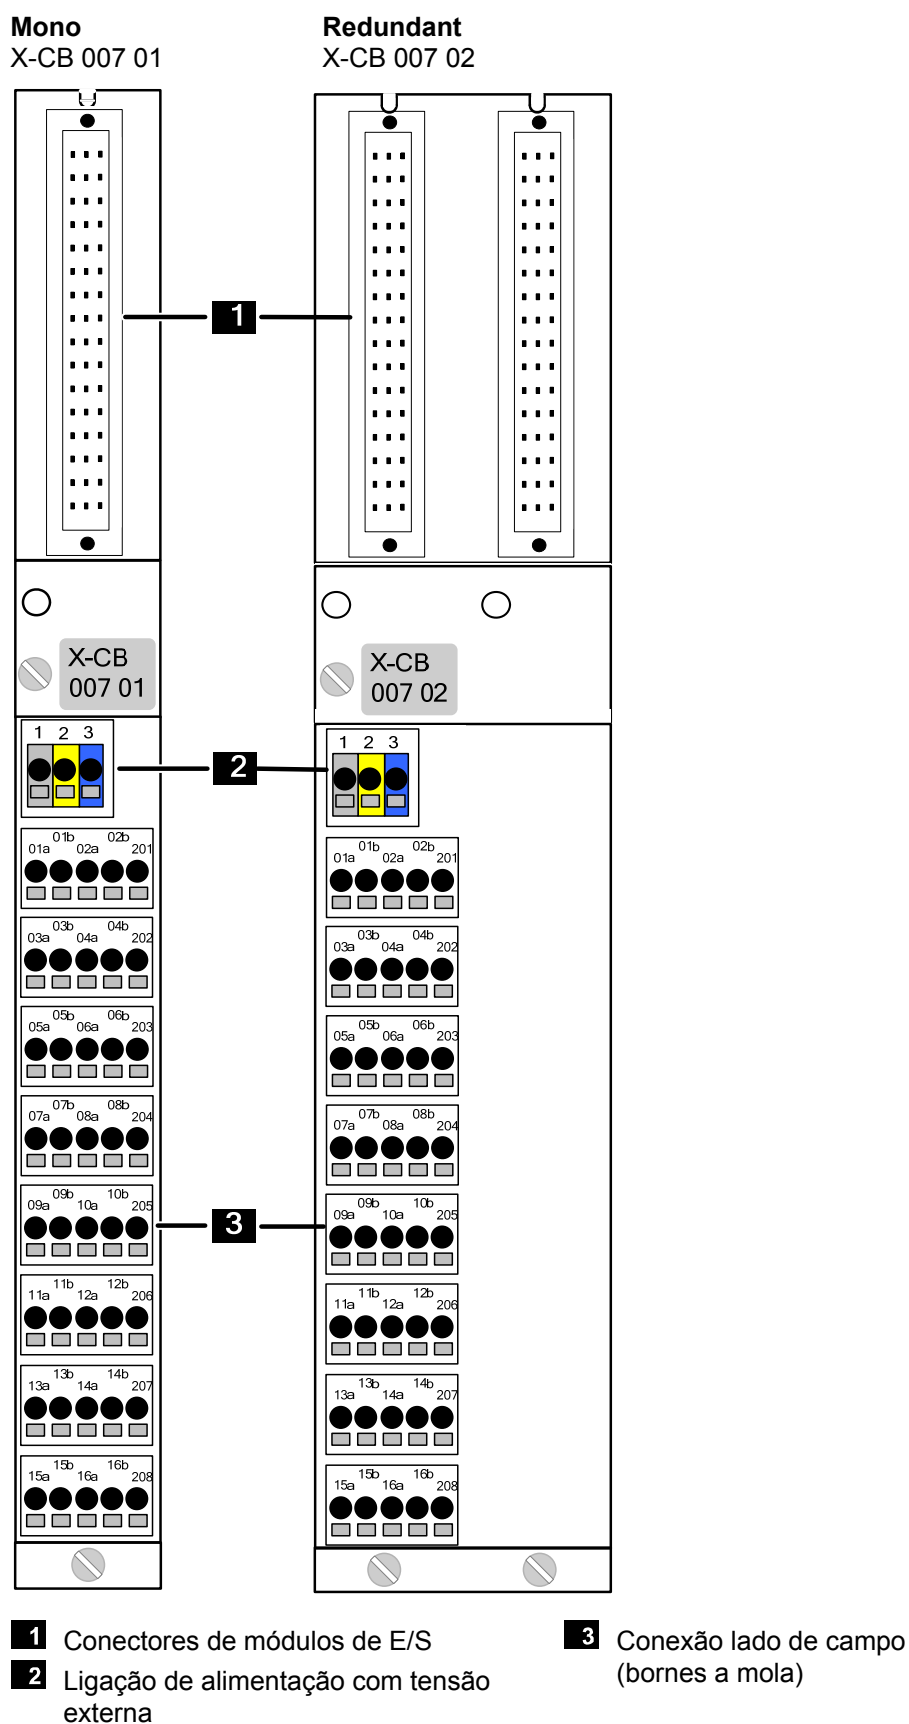 Mono
X-CB 007 01
Redundant
X-CB 007 02
1
X-CB
007 01
X-CB
007 02
1 2 3
2
1 2 3
01b 02b
01a 02a 201
03b 04b
03a 04a 202
05b 06b
05a 06a 203
07b 08b
07a 08a 204
09b 10b
09a 10a 205
11b 12b
11a 12a 206
13b 14b
13a 14a 207
15b 16b
15a 16a 208
3
01b 02b
01a 02a 201
03b 04b
03a 04a 202
05b 06b
05a 06a 203
07b 08b
07a 08a 204
09b 10b
09a 10a 205
11b 12b
11a 12a 206
13b 14b
13a 14a 207
15b 16b
15a 16a 208
1 Conectores de módulos de E/S
2 Ligação de alimentação com tensão
externa
3 Conexão lado de campo
(bornes a mola)